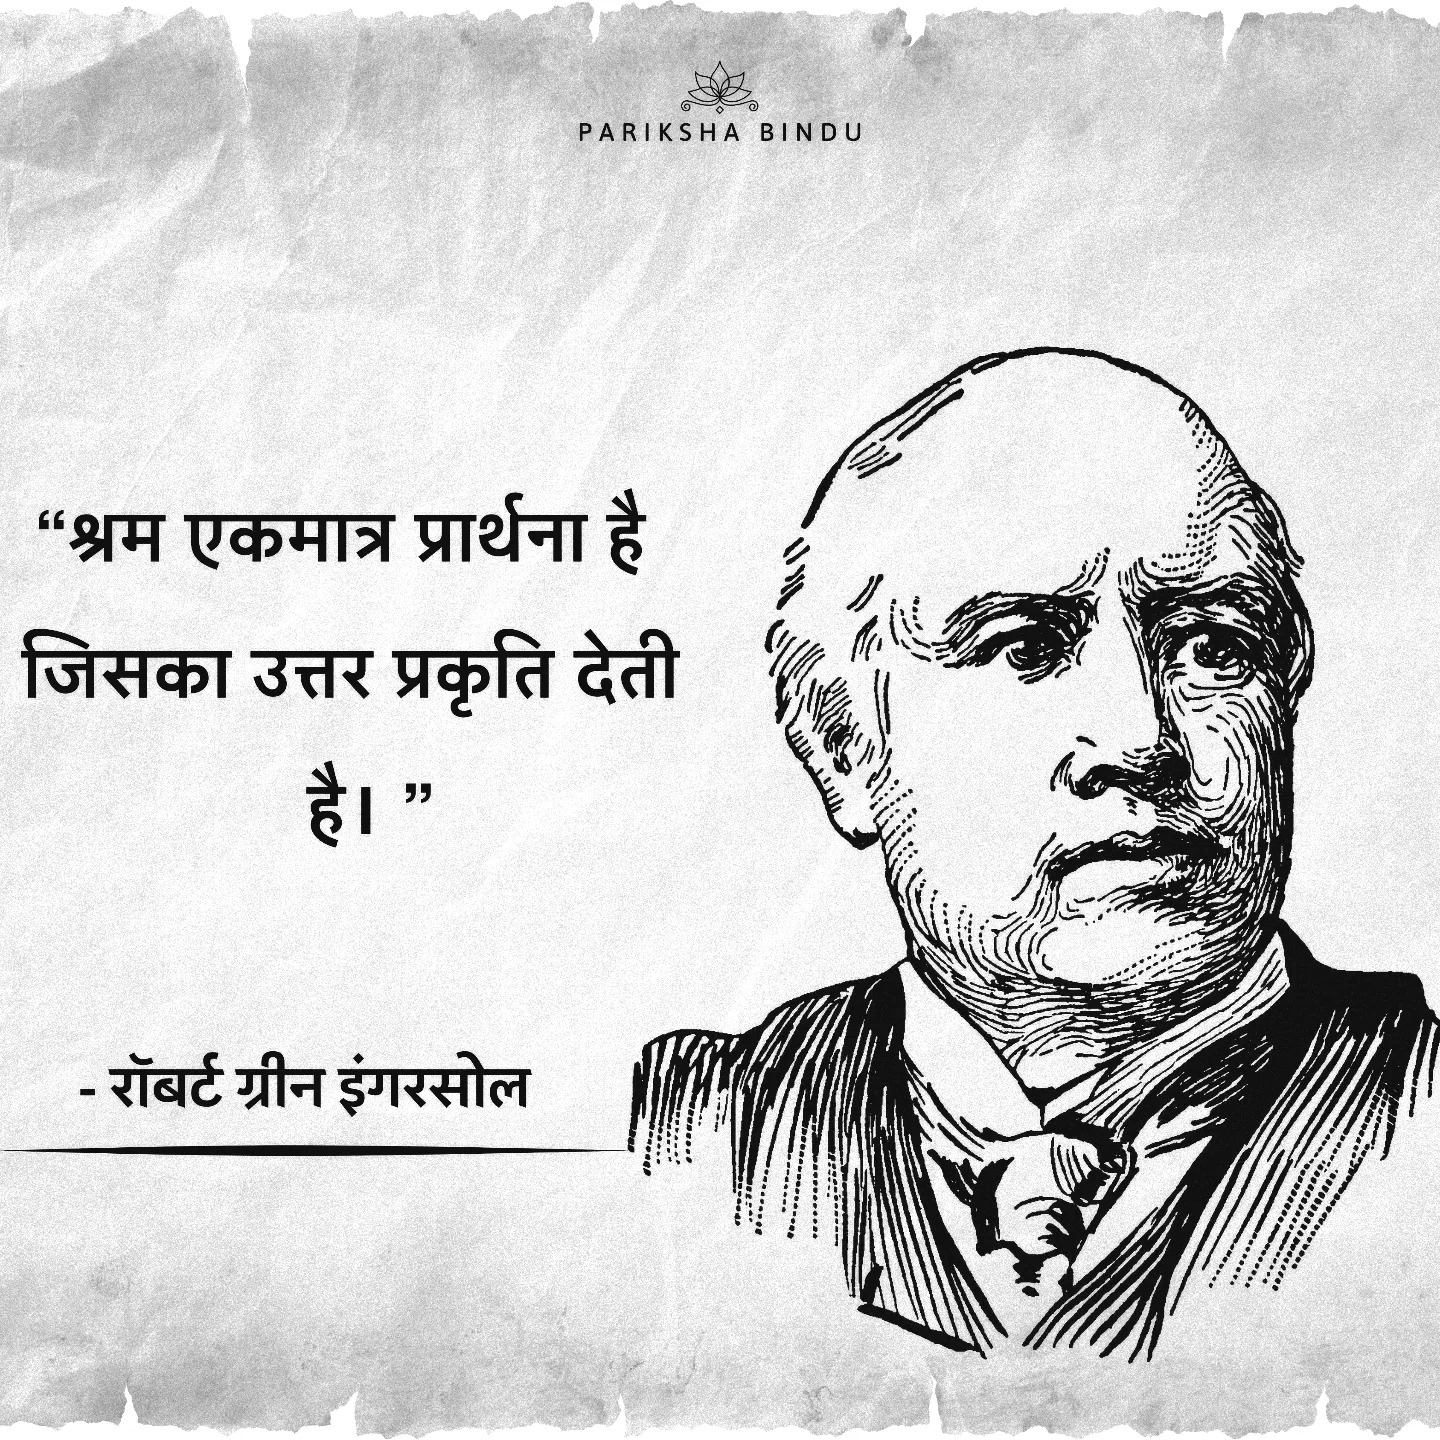 PARIKSHA BINDU
“श्रम एकमात्र प्रार्थना है
जिसका उत्तर प्रकृति देती
है। ”
- रॉबर्ट ग्रीन इंगरसोल